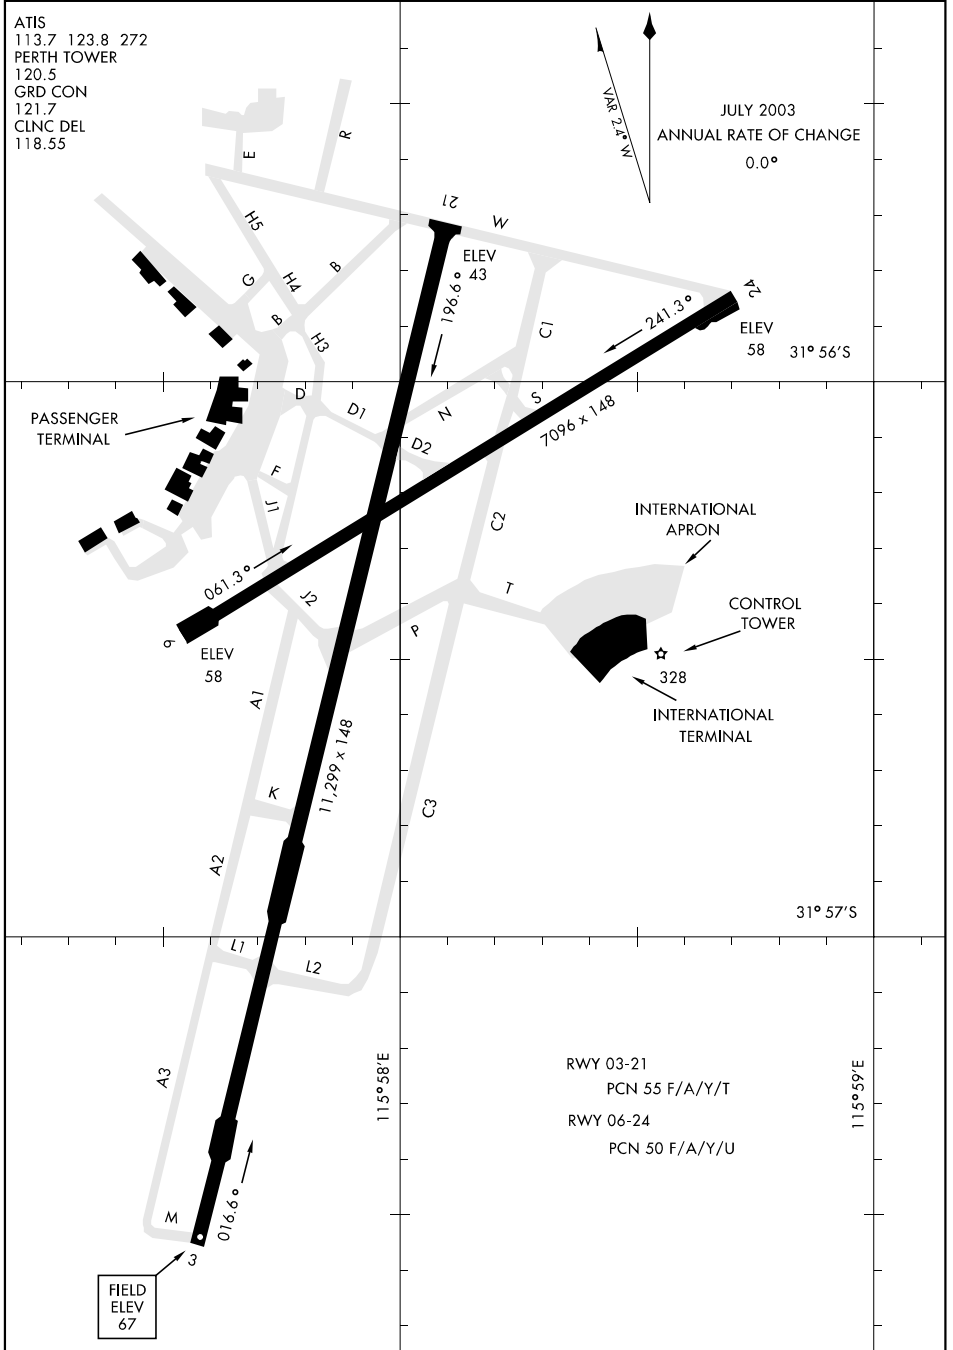 ATIS
113.7 123.8 272
PERTH TOWER
120.5
GRD CON
121.7
CLNC DEL
118.55
VAR 2.4° W
JULY 2003
ANNUAL RATE OF CHANGE
0.0°
R
E
H5
21
W
ELEV
43
G
H4
B
B
H3
196.6°
C1
241.3°
24
ELEV
58
31° 56'S
D
D1
N
S
7096 x 148
D2
PASSENGER
TERMINAL
F
J1
C2
INTERNATIONAL
APRON
061.3°
J2
T
P
CONTROL
TOWER
6
ELEV
58
328
A1
INTERNATIONAL
TERMINAL
11,299 x 148
K
C3
A2
31° 57'S
L1
L2
A3
115° 58'E
115° 59'E
RWY 03-21
PCN 55 F/A/Y/T
RWY 06-24
PCN 50 F/A/Y/U
M
016.6°
3
FIELD
ELEV
67